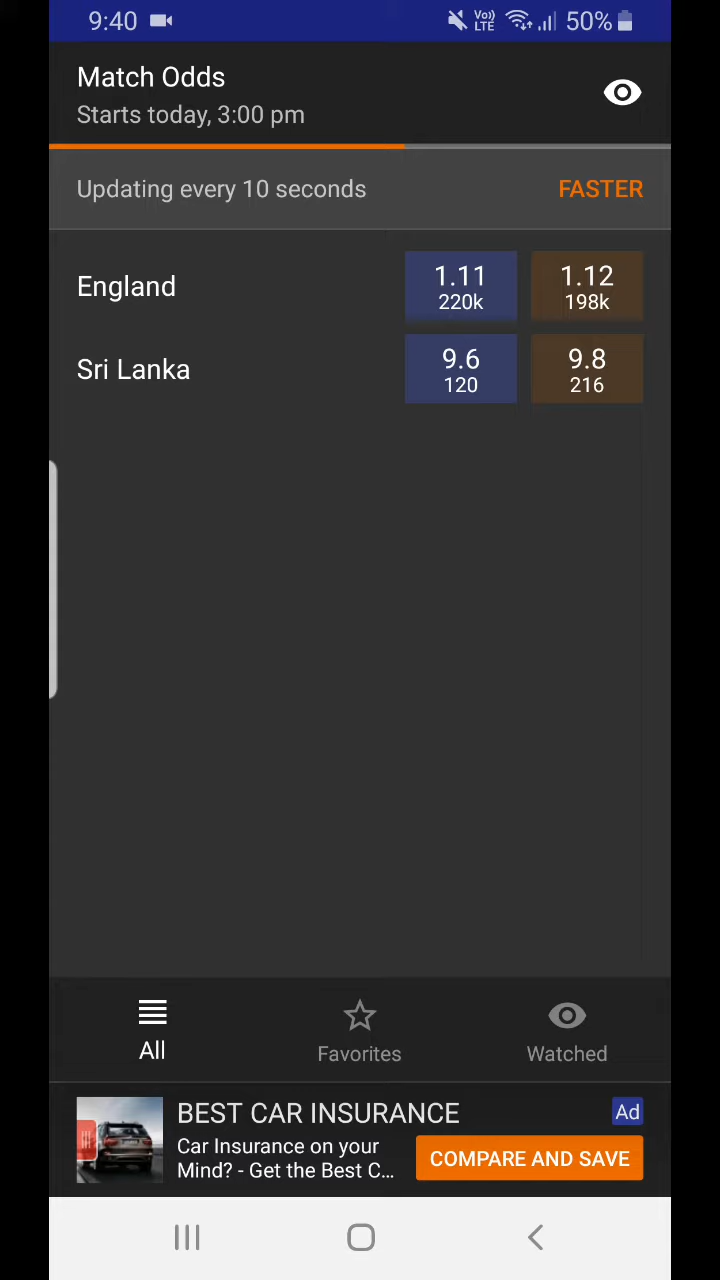 9:40 Vo)) LTE 50%
Match Odds
Starts today, 3:00 pm
Updating every 10 seconds FASTER
England 1.11 1.12
220k 198k
Sri Lanka 9.6 9.8
120 216
All Favorites Watched
BEST CAR INSURANCE Ad
Car Insurance on your
Mind? - Get the Best C... COMPARE AND SAVE